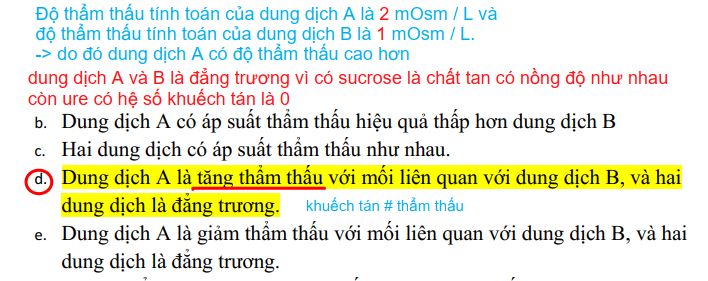 Độ thẩm thấu tính toán của dung dịch A là 2 mOsm / L và
độ thẩm thấu tính toán của dung dịch B là 1 mOsm / L.
-> do đó dung dịch A có độ thẩm thấu cao hơn
dung dịch A và B là đẳng trương vì có sucrose là chất tan có nồng độ như nhau
còn ure có hệ số khuếch tán là 0
b. Dung dịch A có áp suất thẩm thấu hiệu quả thấp hơn dung dịch B
c. Hai dung dịch có áp suất thẩm thấu như nhau.
d. Dung dịch A là tăng thẩm thấu với mối liên quan với dung dịch B, và hai
dung dịch là đẳng trương. khuếch tán # thẩm thấu
e. Dung dịch A là giảm thẩm thấu với mối liên quan với dung dịch B, và hai
dung dịch là đẳng trương.